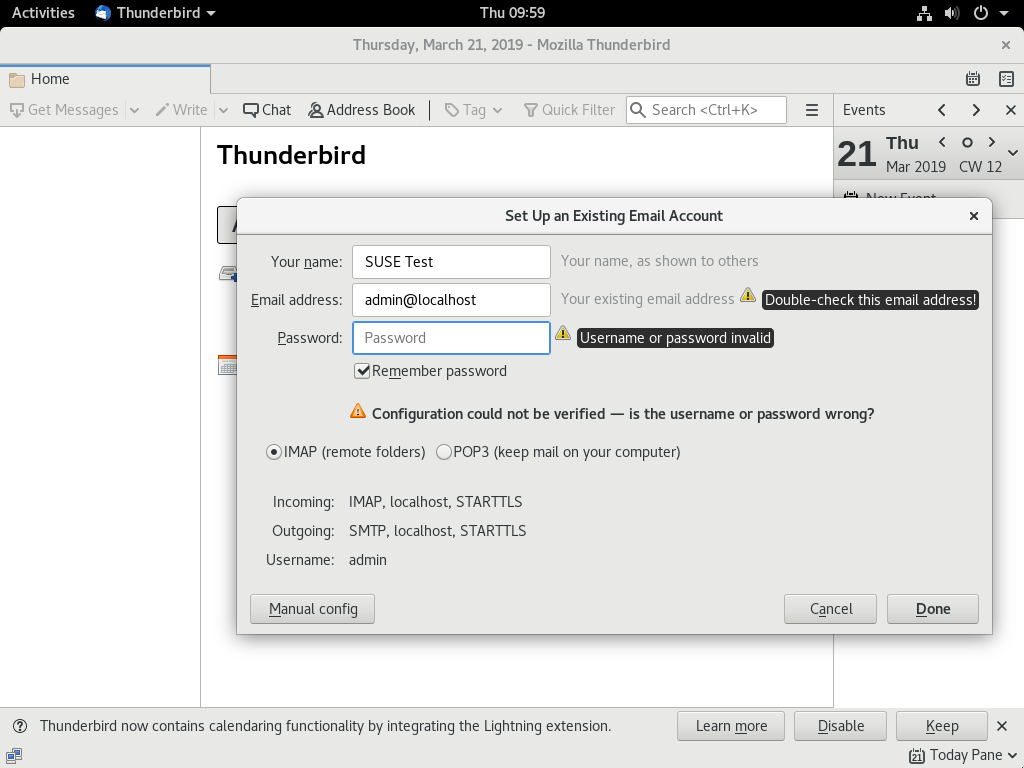 Activities Thunderbird Thu 09:59
Thursday, March 21, 2019 - Mozilla Thunderbird
Home
Get Messages Write Chat Address Book Tag Quick Filter Search <Ctrl+K> Events
Thunderbird
21 Thu
Mar 2019 CW 12
New Event
Set Up an Existing Email Account
Your name: SUSE Test Your name, as shown to others
Email address: admin@localhost Your existing email address Double-check this email address!
Password: Password Username or password invalid
Remember password
Configuration could not be verified — is the username or password wrong?
IMAP (remote folders) POP3 (keep mail on your computer)
Incoming: IMAP, localhost, STARTTLS
Outgoing: SMTP, localhost, STARTTLS
Username: admin
Manual config Cancel Done
Thunderbird now contains calendaring functionality by integrating the Lightning extension. Learn more Disable Keep
21 Today Pane